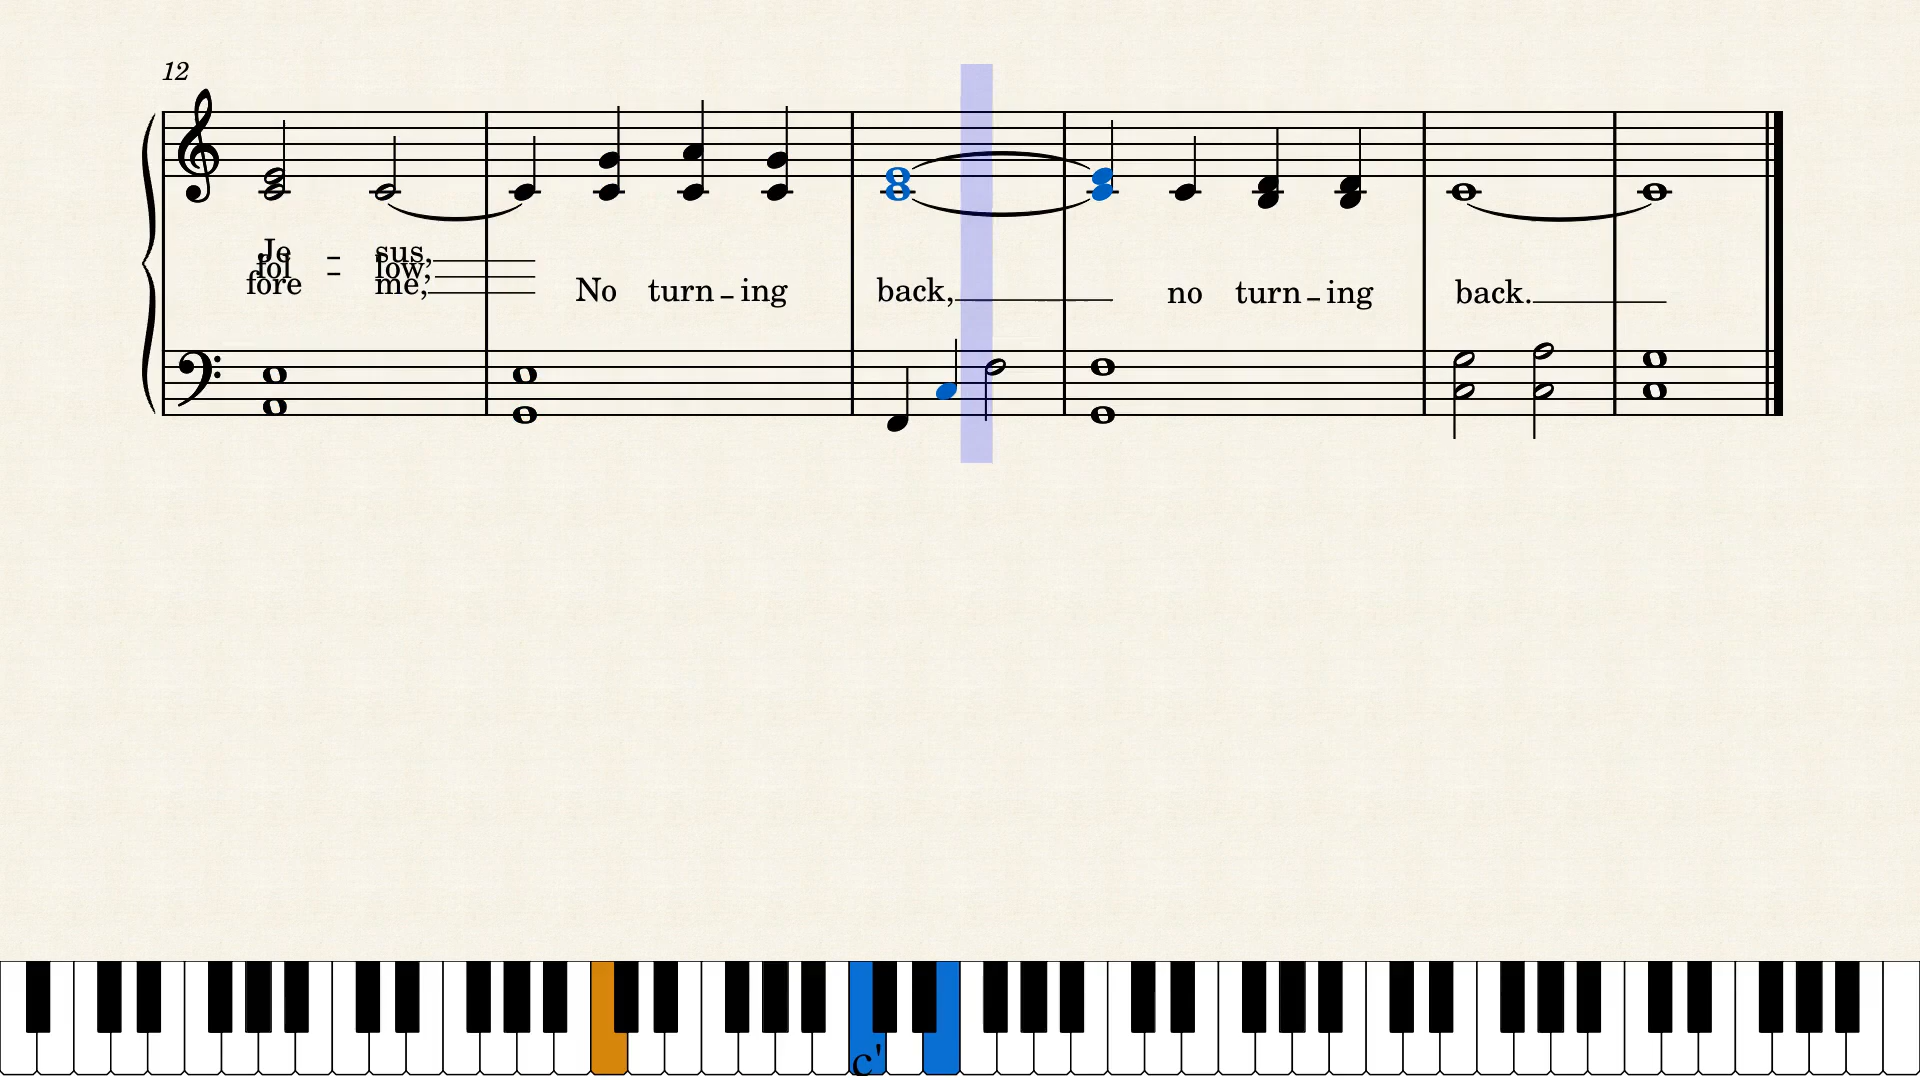 12
Je – sus,
fol – low,
fore me,
No turn – ing back, no turn – ing back.
c'